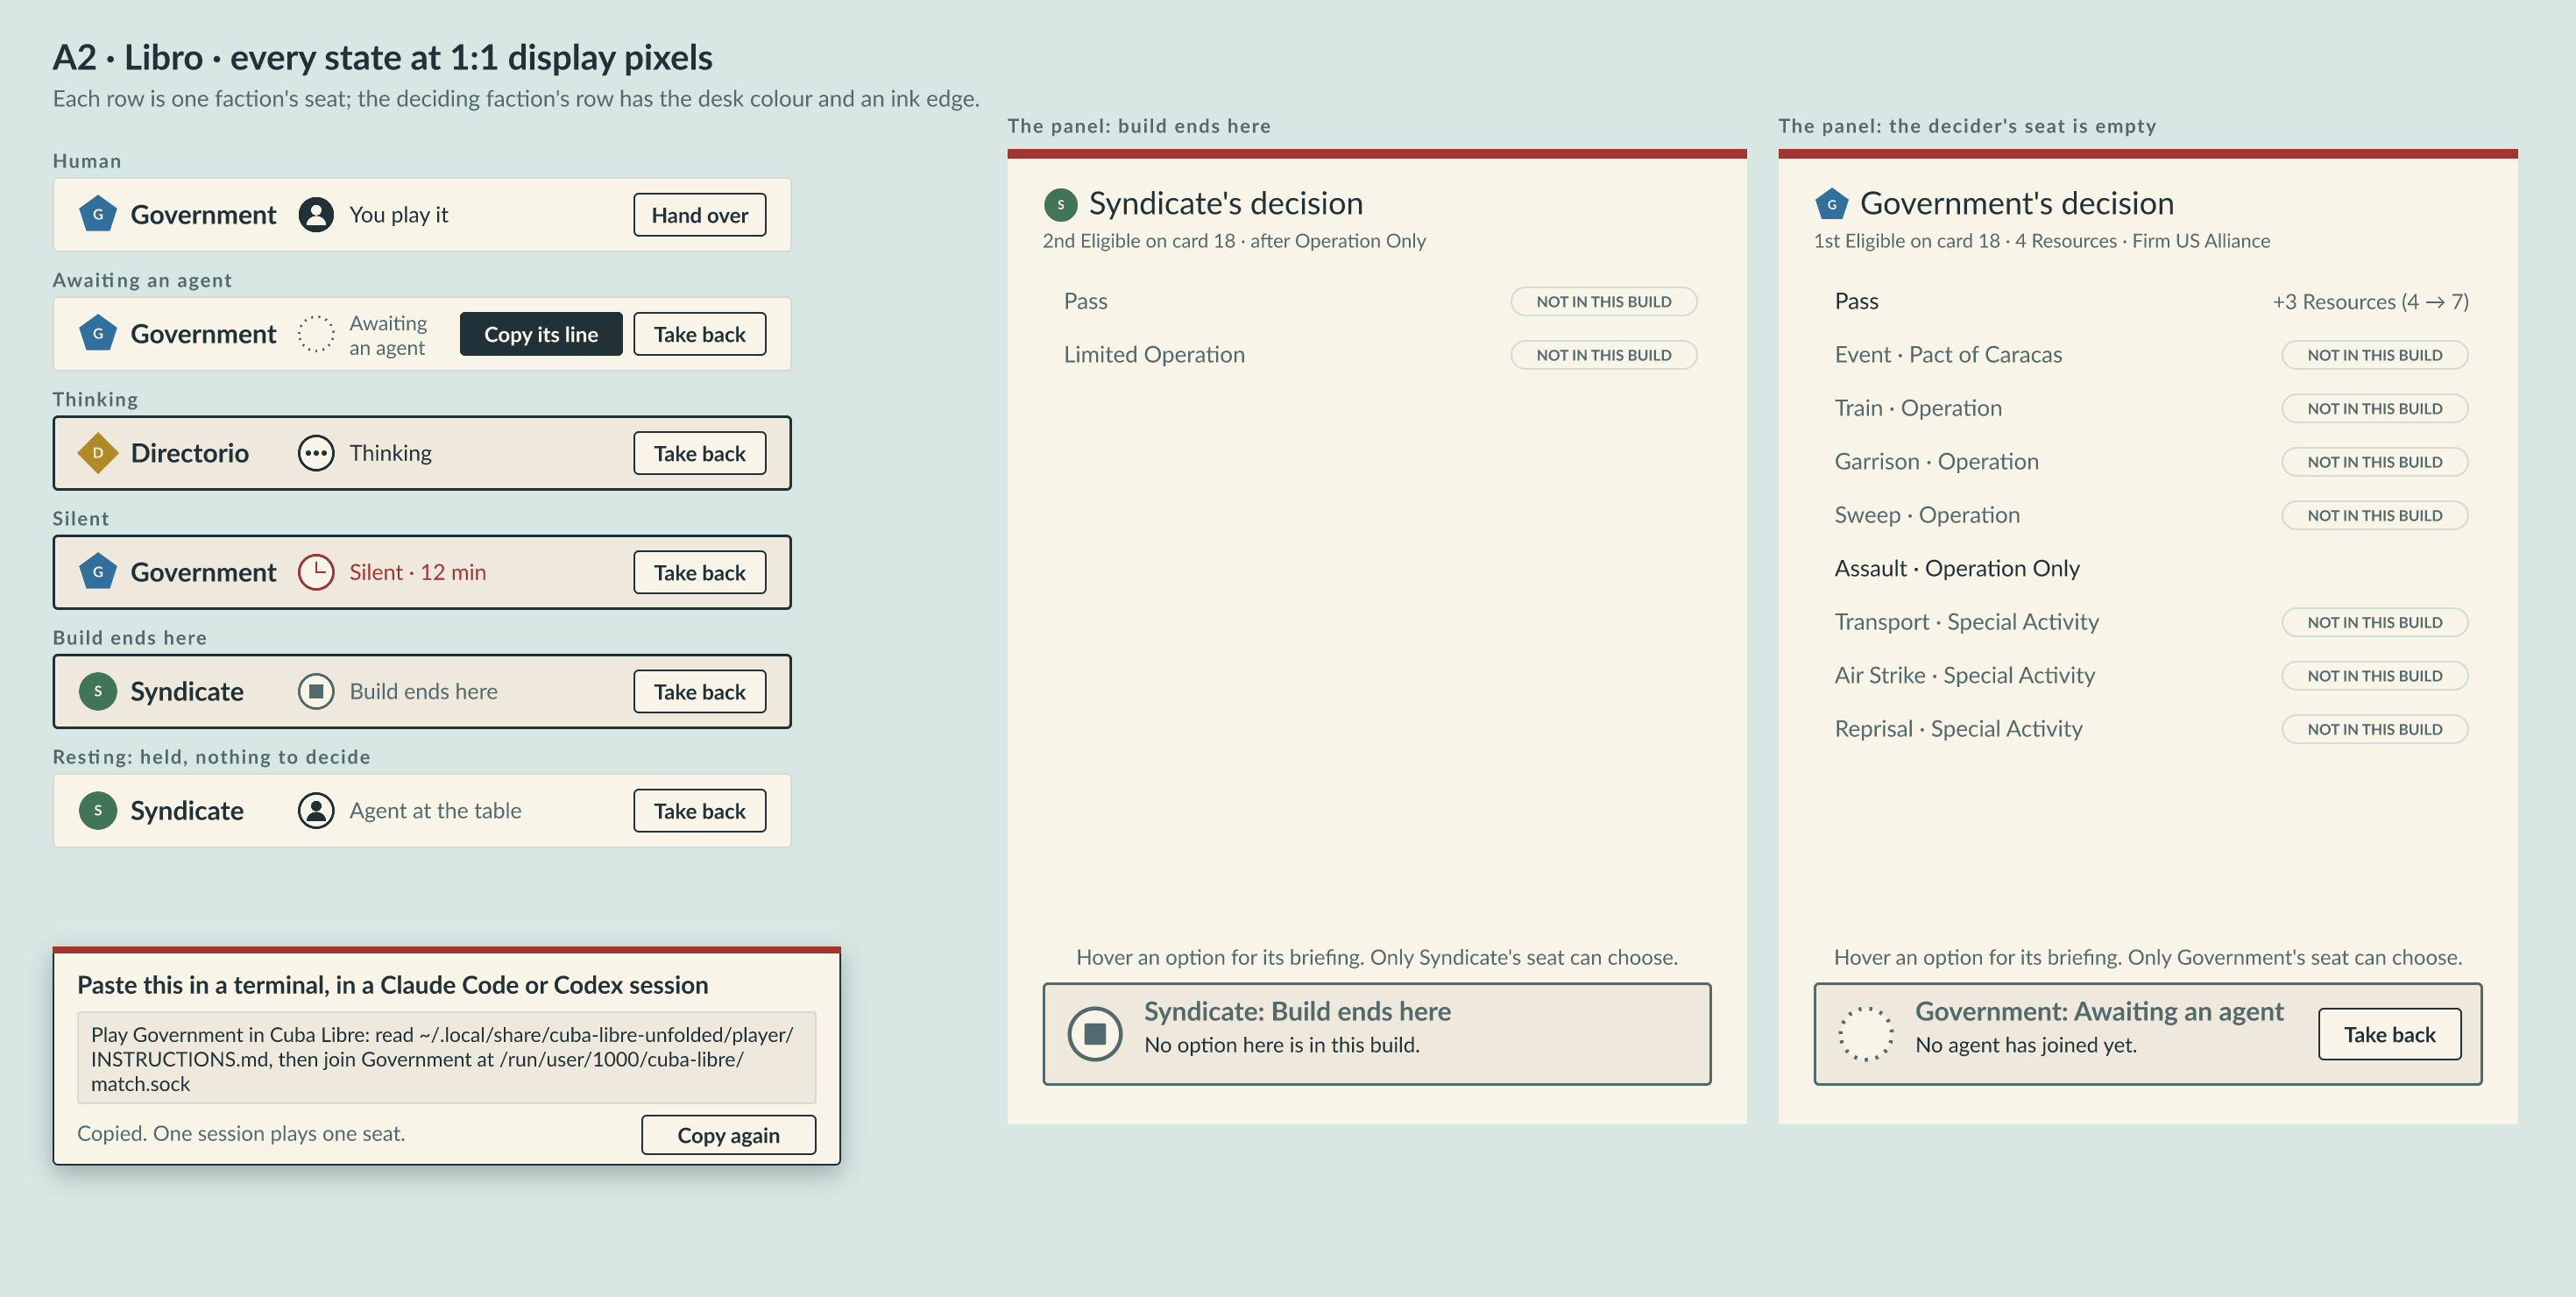 A2 · Libro · every state at 1:1 display pixels
Each row is one faction's seat; the deciding faction's row has the desk colour and an ink edge.
Human
G Government You play it Hand over
Awaiting an agent
G Government Awaiting
an agent Copy its line Take back
Thinking
D Directorio Thinking Take back
Silent
G Government Silent · 12 min Take back
Build ends here
S Syndicate Build ends here Take back
Resting: held, nothing to decide
S Syndicate Agent at the table Take back
Paste this in a terminal, in a Claude Code or Codex session
Play Government in Cuba Libre: read ~/.local/share/cuba-libre-unfolded/player/
INSTRUCTIONS.md, then join Government at /run/user/1000/cuba-libre/
match.sock
Copied. One session plays one seat. Copy again
The panel: build ends here
S Syndicate's decision
2nd Eligible on card 18 · after Operation Only
Pass NOT IN THIS BUILD
Limited Operation NOT IN THIS BUILD
Hover an option for its briefing. Only Syndicate's seat can choose.
Syndicate: Build ends here
No option here is in this build.
The panel: the decider's seat is empty
G Government's decision
1st Eligible on card 18 · 4 Resources · Firm US Alliance
Pass +3 Resources (4 → 7)
Event · Pact of Caracas NOT IN THIS BUILD
Train · Operation NOT IN THIS BUILD
Garrison · Operation NOT IN THIS BUILD
Sweep · Operation NOT IN THIS BUILD
Assault · Operation Only
Transport · Special Activity NOT IN THIS BUILD
Air Strike · Special Activity NOT IN THIS BUILD
Reprisal · Special Activity NOT IN THIS BUILD
Hover an option for its briefing. Only Government's seat can choose.
Government: Awaiting an agent
No agent has joined yet.
Take back